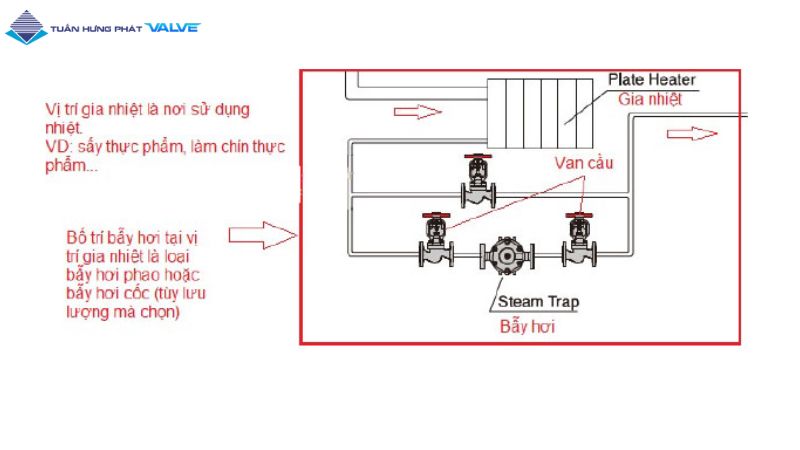 TUẤN HƯNG PHÁT VALVE
Plate Heater
Gia nhiệt
Vị trí gia nhiệt là nơi sử dụng
nhiệt.
VD: sấy thực phẩm, làm chín thực
phẩm...
Van cầu
Bố trí bẫy hơi tại vị
trí gia nhiệt là loại
bẫy hơi phao hoặc
bẫy hơi cốc (tùy lưu
lượng mà chọn)
Steam Trap
Bẫy hơi